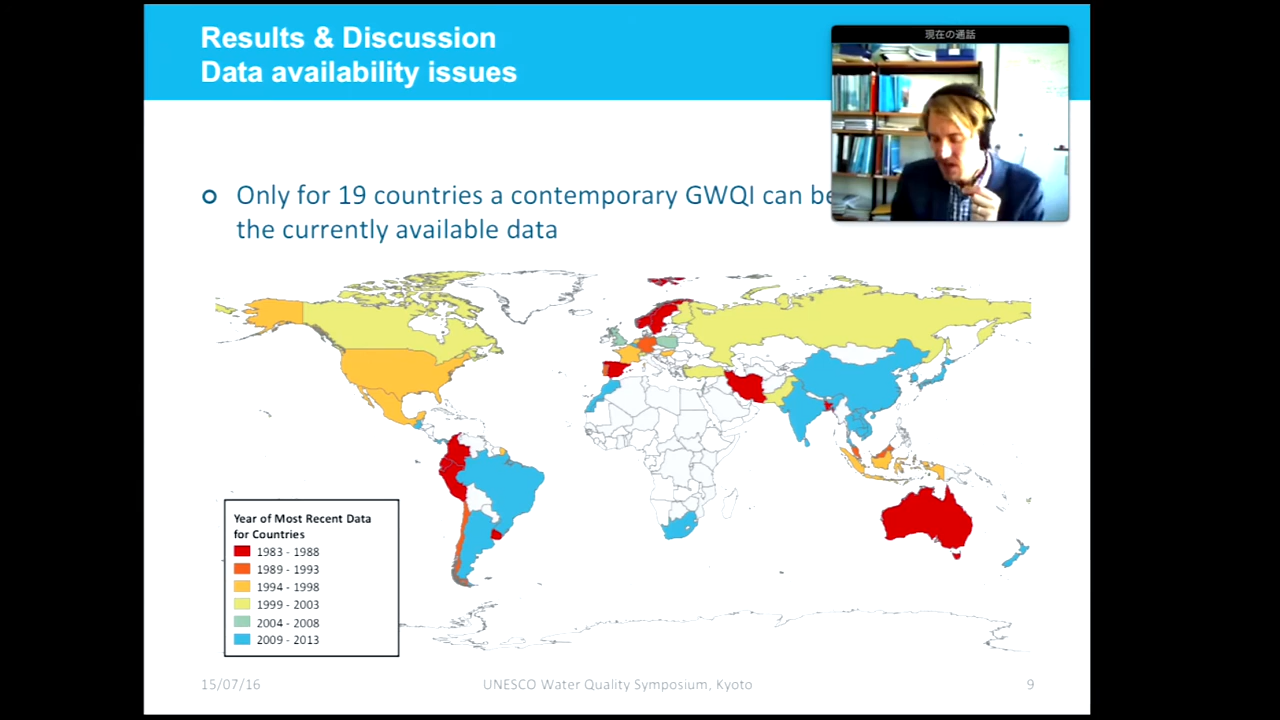 Results & Discussion
Data availability issues
現在の通話
Only for 19 countries a contemporary GWQI can be
the currently available data
Year of Most Recent Data
for Countries
1983 - 1988
1989 - 1993
1994 - 1998
1999 - 2003
2004 - 2008
2009 - 2013
15/07/16
UNESCO Water Quality Symposium, Kyoto
9